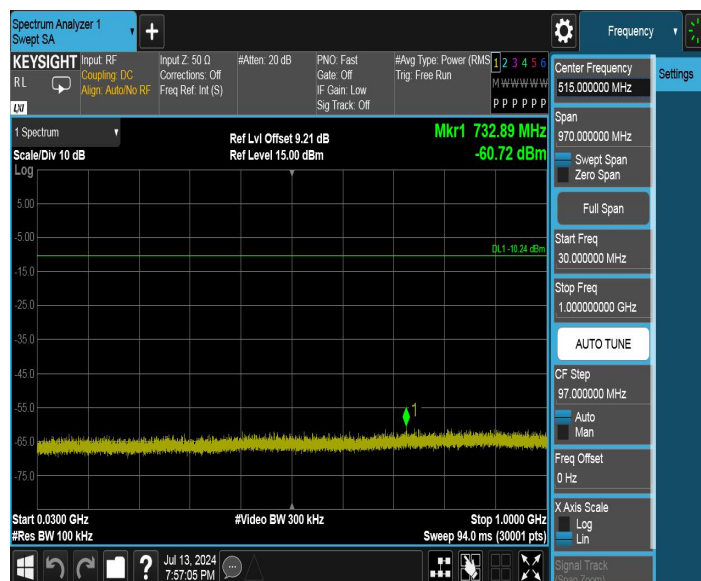 Spectrum Analyzer 1
Swept SA
Frequency
KEYSIGHT
RL
LXI
Input: RF
Coupling: DC
Align: Auto/No RF
Input Z: 50 Ω
Corrections: Off
Freq Ref: Int (S)
#Atten: 20 dB
PNO: Fast
Gate: Off
IF Gain: Low
Sig Track: Off
#Avg Type: Power (RMS
Trig: Free Run
1 2 3 4 5 6
M W W W W W
P P P P P P
Center Frequency
515.000000 MHz
Settings
Span
970.000000 MHz
Swept Span
Zero Span
Full Span
Start Freq
30.000000 MHz
Stop Freq
1.000000000 GHz
AUTO TUNE
CF Step
97.000000 MHz
Auto
Man
Freq Offset
0 Hz
X Axis Scale
Log
Lin
Signal Track
(Span Zoom)
1 Spectrum
Scale/Div 10 dB
Log
Ref Lvl Offset 9.21 dB
Ref Level 15.00 dBm
Mkr1 732.89 MHz
-60.72 dBm
5.00
-5.00
DL1 -10.24 dBm
-15.0
-25.0
-35.0
-45.0
-55.0
1
-65.0
-75.0
Start 0.0300 GHz
#Res BW 100 kHz
#Video BW 300 kHz
Stop 1.0000 GHz
Sweep 94.0 ms (30001 pts)
?
Jul 13, 2024
7:57:05 PM